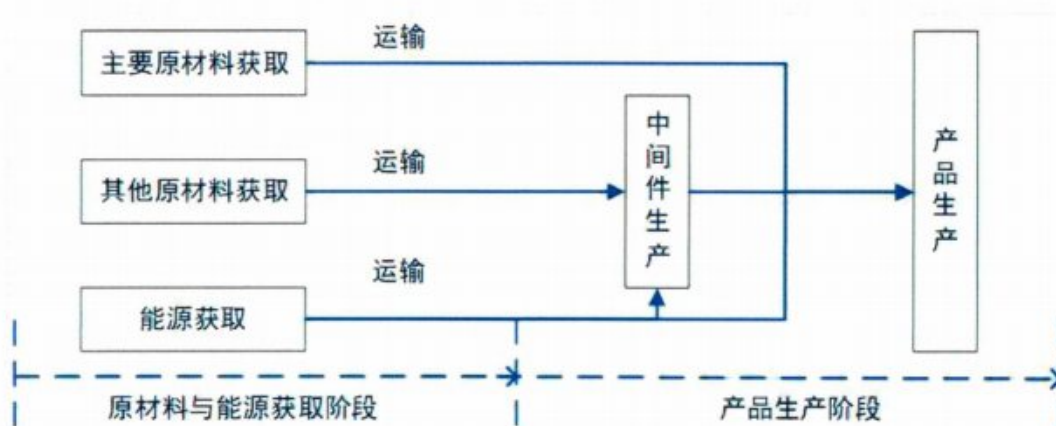 主要原材料获取
运输
其他原材料获取
运输
能源获取
运输
中间件生产
产品生产
原材料与能源获取阶段
产品生产阶段